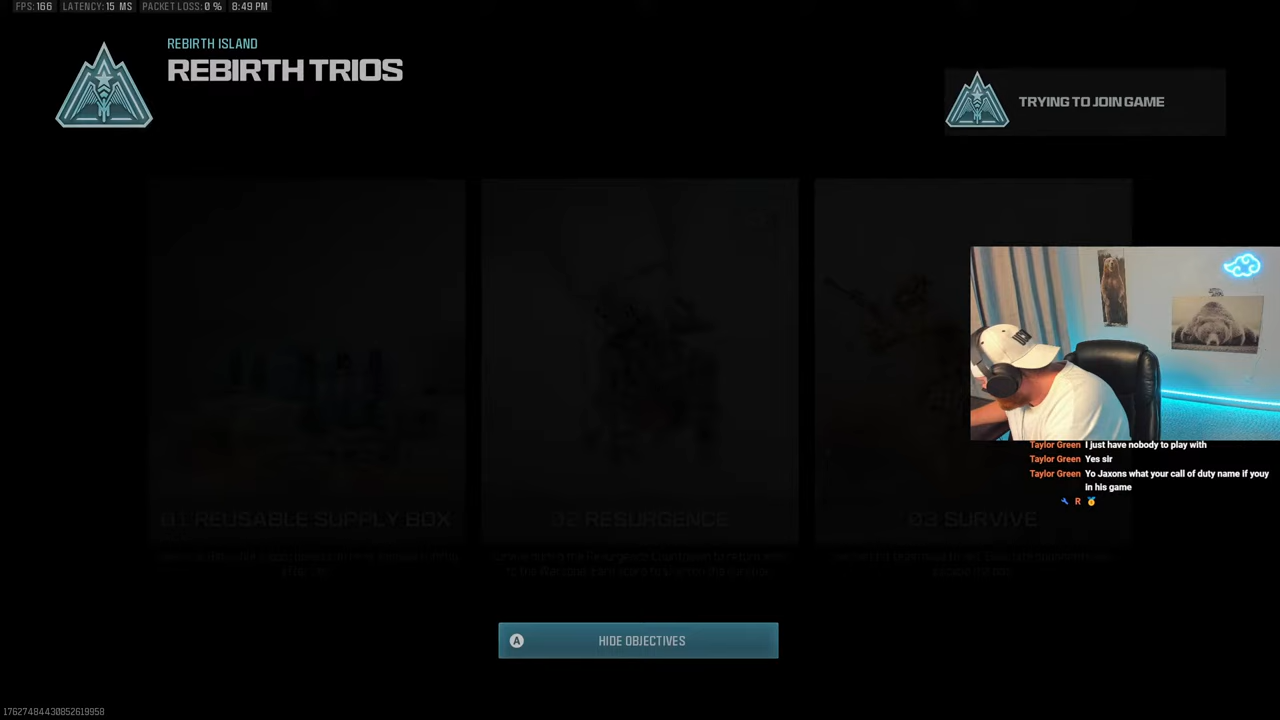 FPS: 166 LATENCY: 15 MS PACKET LOSS: 0 % 8:49 PM
REBIRTH ISLAND
REBIRTH TRIOS
TRYING TO JOIN GAME
Taylor Green I just have nobody to play with
Taylor Green Yes sir
Taylor Green Yo Jaxons what your call of duty name if youy
in his game
R
01 REUSABLE SUPPLY BOX
02 RESURGENCE
03 SURVIVE
A HIDE OBJECTIVES
17627484430852619958